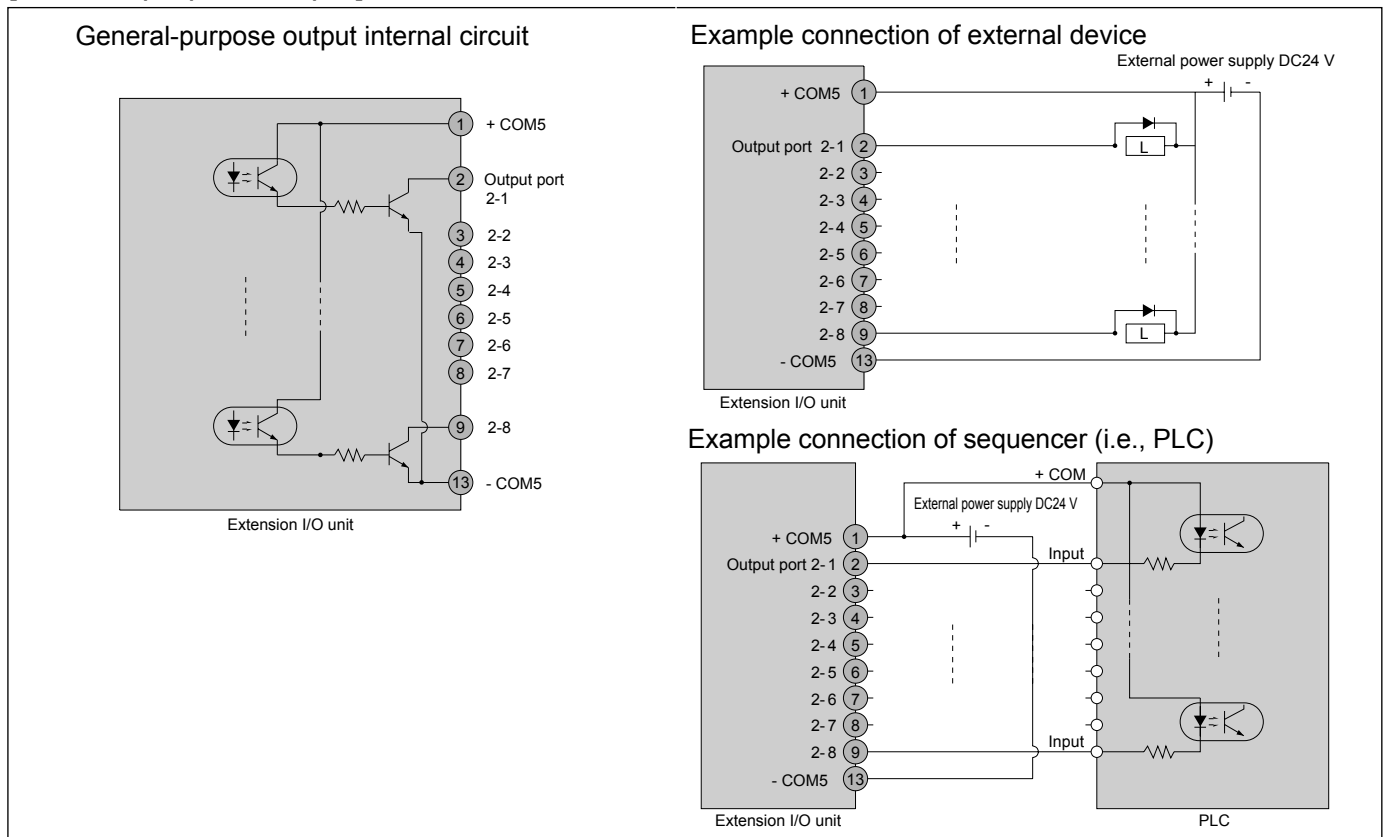 General-purpose output internal circuit
1 + COM5
2 Output port
2-1
3 2-2
4 2-3
5 2-4
6 2-5
7 2-6
8 2-7
9 2-8
13 - COM5
Extension I/O unit
Example connection of external device
External power supply DC24 V
+ -
+ COM5 1
Output port 2-1 2
L
2-2 3
2-3 4
2-4 5
2-5 6
2-6 7
2-7 8
2-8 9
L
- COM5 13
Extension I/O unit
Example connection of sequencer (i.e., PLC)
+ COM
External power supply DC24 V
+ -
+ COM5 1
Output port 2-1 2
Input
2-2 3
2-3 4
2-4 5
2-5 6
2-6 7
2-7 8
2-8 9
Input
- COM5 13
Extension I/O unit
PLC